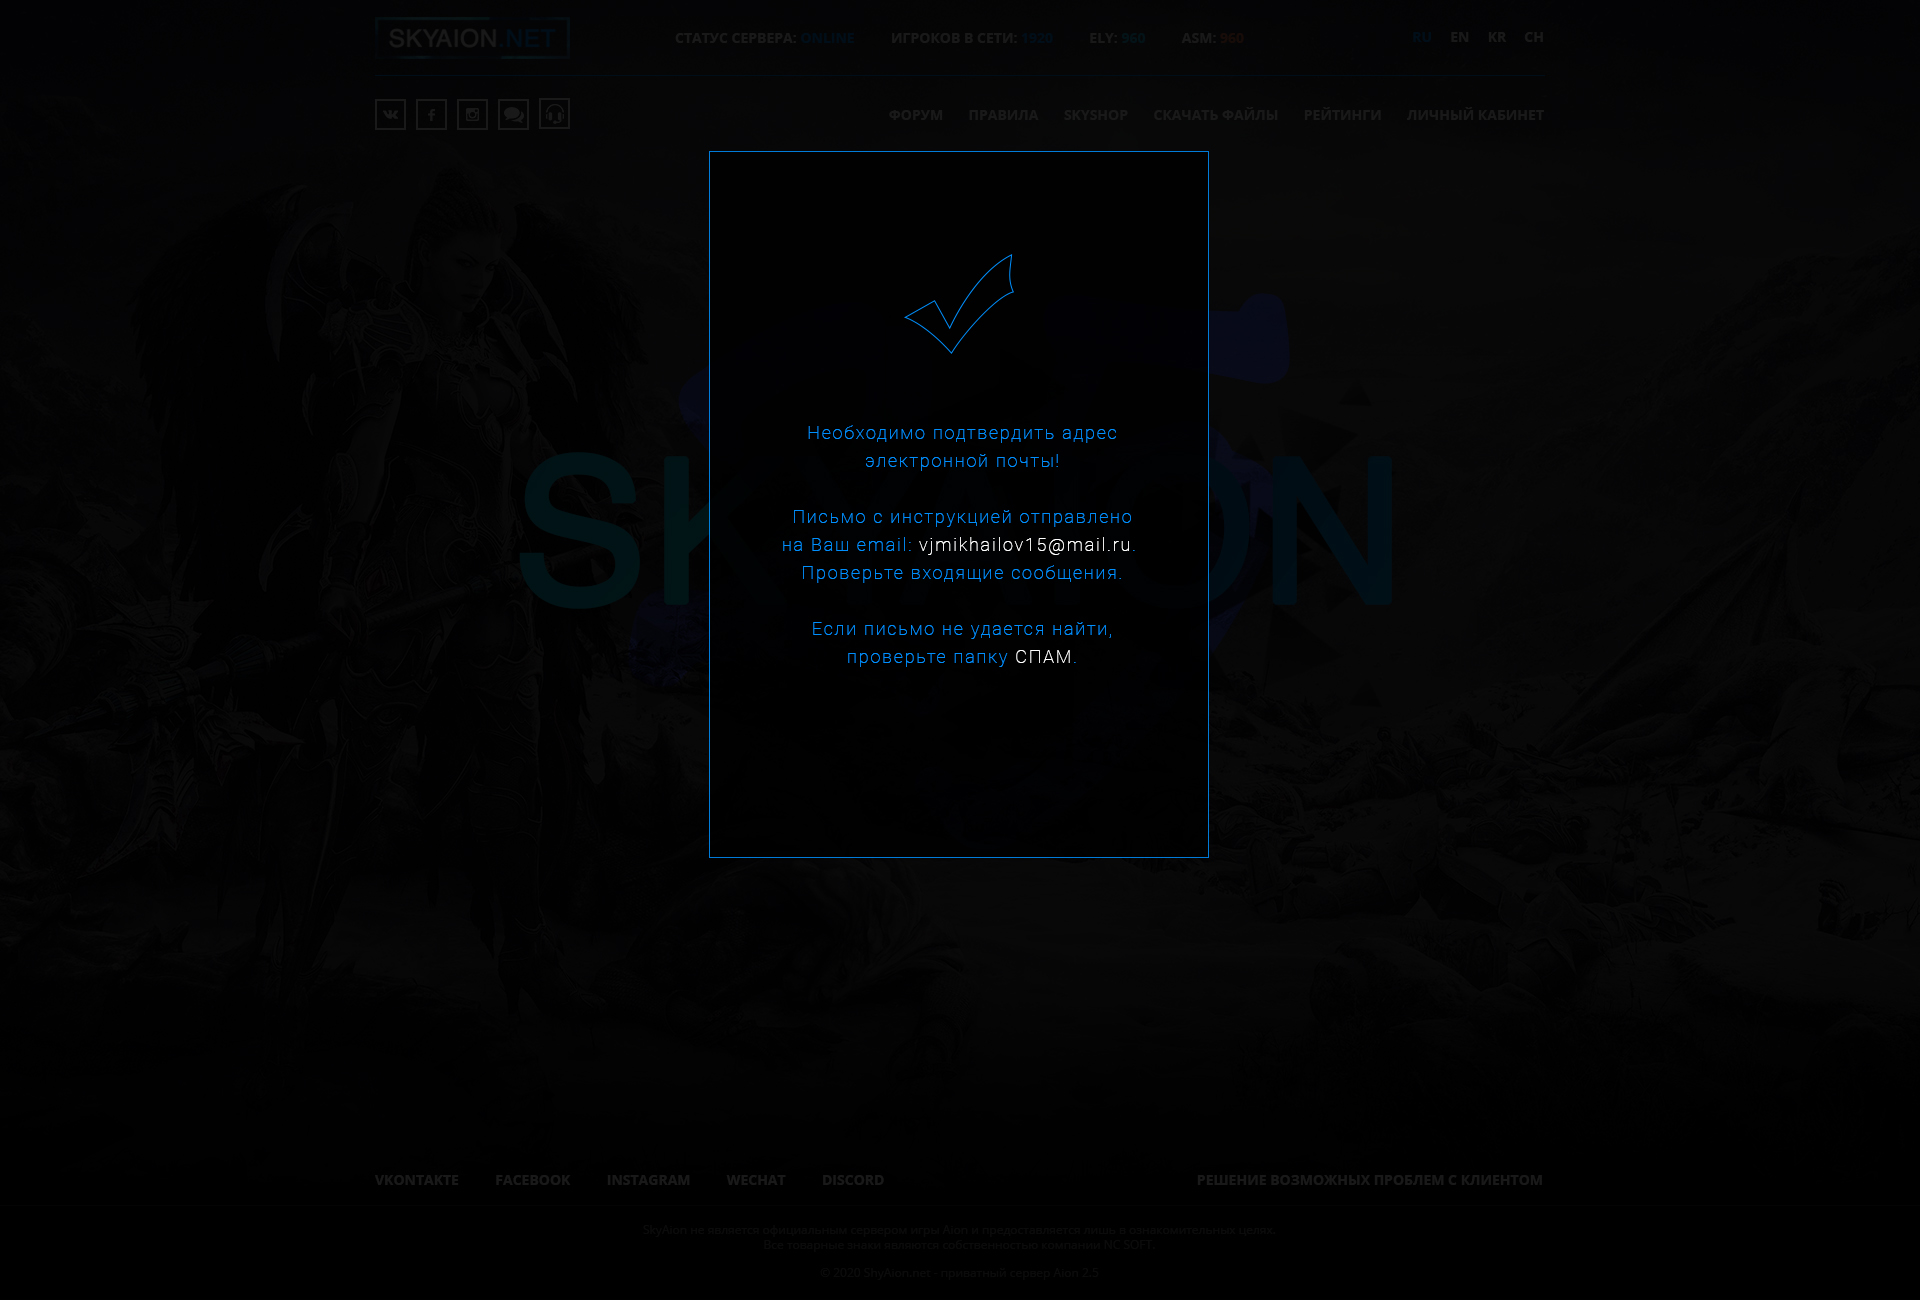 SKYAION.NET
СТАТУС СЕРВЕРА: ONLINE ИГРОКОВ В СЕТИ: 1920 ELY: 960 ASM: 960
RU EN KR CH
ФОРУМ ПРАВИЛА SKYSHOP СКАЧАТЬ ФАЙЛЫ РЕЙТИНГИ ЛИЧНЫЙ КАБИНЕТ
Необходимо подтвердить адрес
электронной почты!
Письмо с инструкцией отправлено
на Ваш email: vjmikhailov15@mail.ru.
Проверьте входящие сообщения.
Если письмо не удается найти,
проверьте папку СПАМ.
VKONTAKTE FACEBOOK INSTAGRAM WECHAT DISCORD
РЕШЕНИЕ ВОЗМОЖНЫХ ПРОБЛЕМ С КЛИЕНТОМ
SkyAion не является официальным сервером игры Aion и предоставляется лишь в ознакомительных целях.
Все товарные знаки являются собственностью компании NC SOFT.
© 2020 ShyAion.net - приватный сервер Aion 2.5